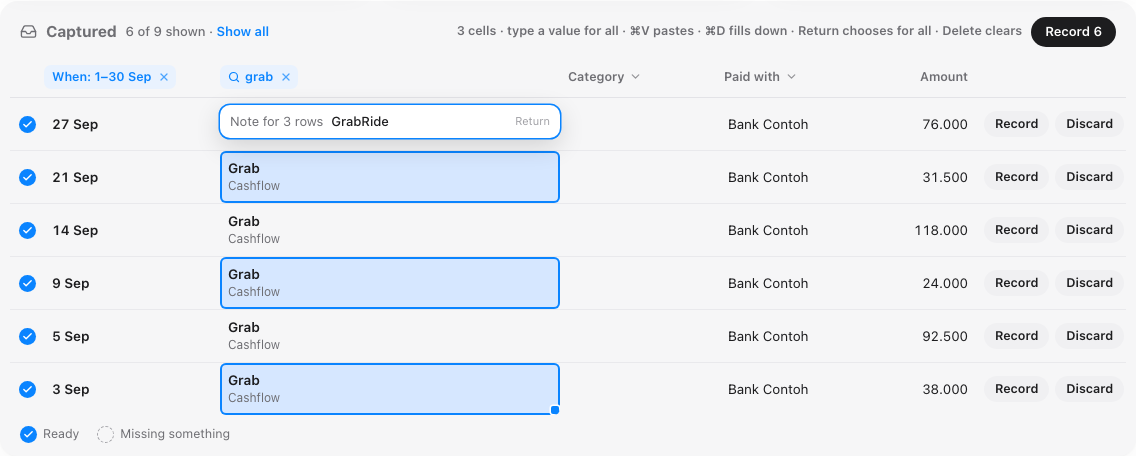 Captured 6 of 9 shown · Show all 3 cells · type a value for all · ⌘V pastes · ⌘D fills down · Return chooses for all · Delete clears Record 6
When: 1–30 Sep × grab × Category Paid with Amount
27 Sep Note for 3 rows GrabRide Return Bank Contoh 76.000 Record Discard
21 Sep Grab Bank Contoh 31.500 Record Discard
Cashflow
14 Sep Grab Bank Contoh 118.000 Record Discard
Cashflow
9 Sep Grab Bank Contoh 24.000 Record Discard
Cashflow
5 Sep Grab Bank Contoh 92.500 Record Discard
Cashflow
3 Sep Grab Bank Contoh 38.000 Record Discard
Cashflow
Ready Missing something